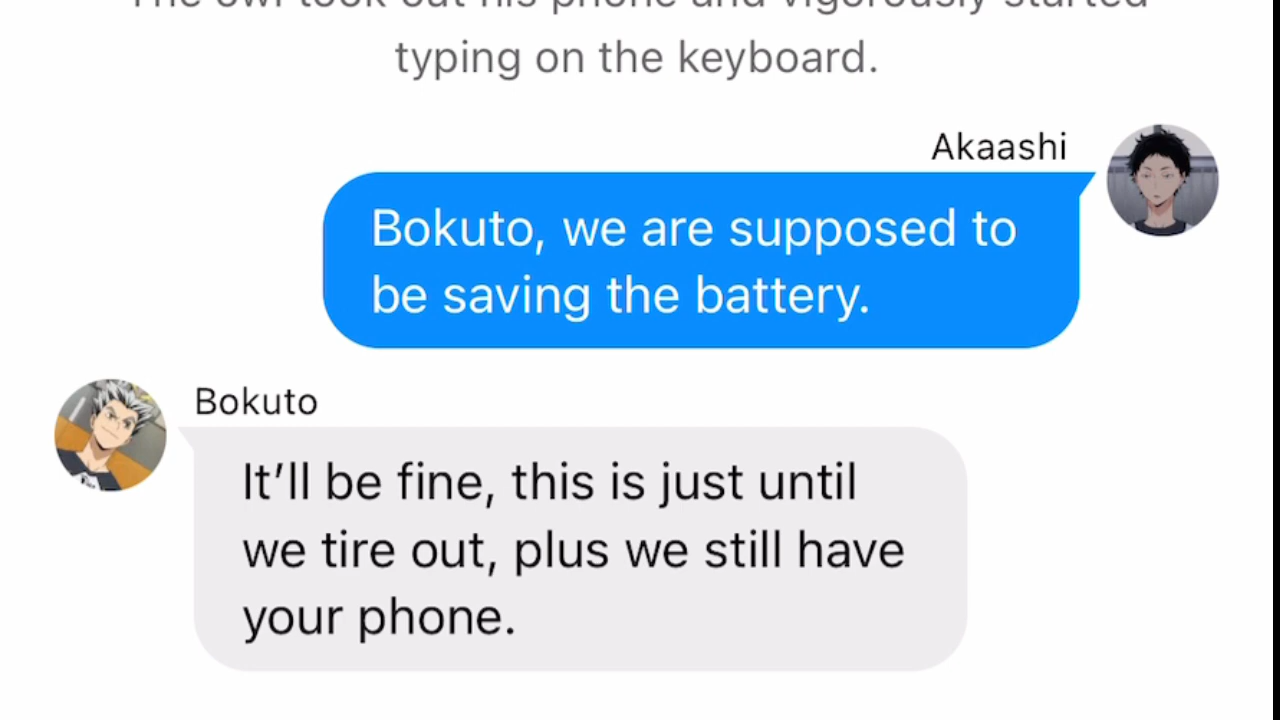 The owl took out his phone and vigorously started
typing on the keyboard.
Akaashi
Bokuto, we are supposed to
be saving the battery.
Bokuto
It’ll be fine, this is just until
we tire out, plus we still have
your phone.